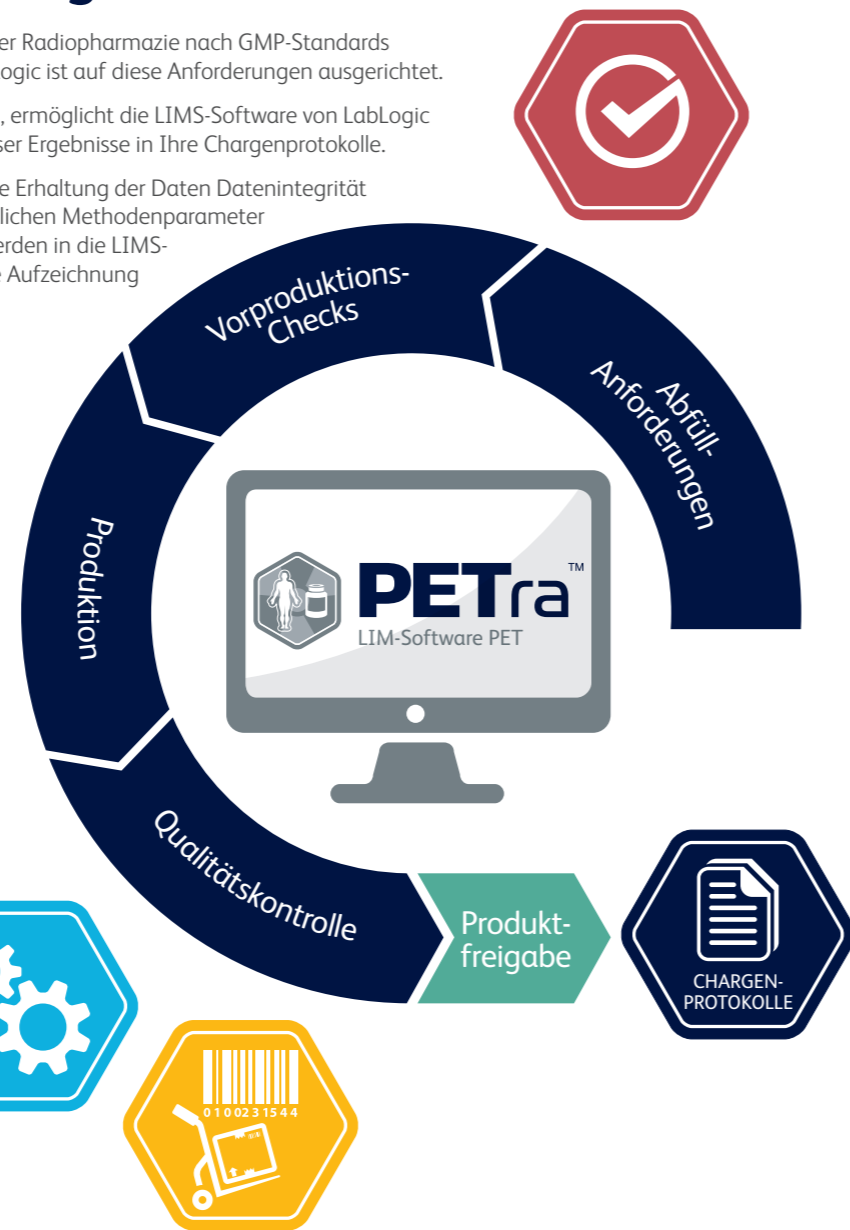 er Radiopharmazie nach GMP-Standards
ogic ist auf diese Anforderungen ausgerichtet.
, ermöglicht die LIMS-Software von LabLogic
ser Ergebnisse in Ihre Chargenprotokolle.
e Erhaltung der Daten Datenintegrität
lichen Methodenparameter
erden in die LIMS-
e Aufzeichnung
Abfüll-
Anforderungen
Vorproduktions-
Checks
Produktion
Qualitätskontrolle
Produkt-
freigabe
PETra™
LIM-Software PET
CHARGEN-
PROTOKOLLE
0100231544